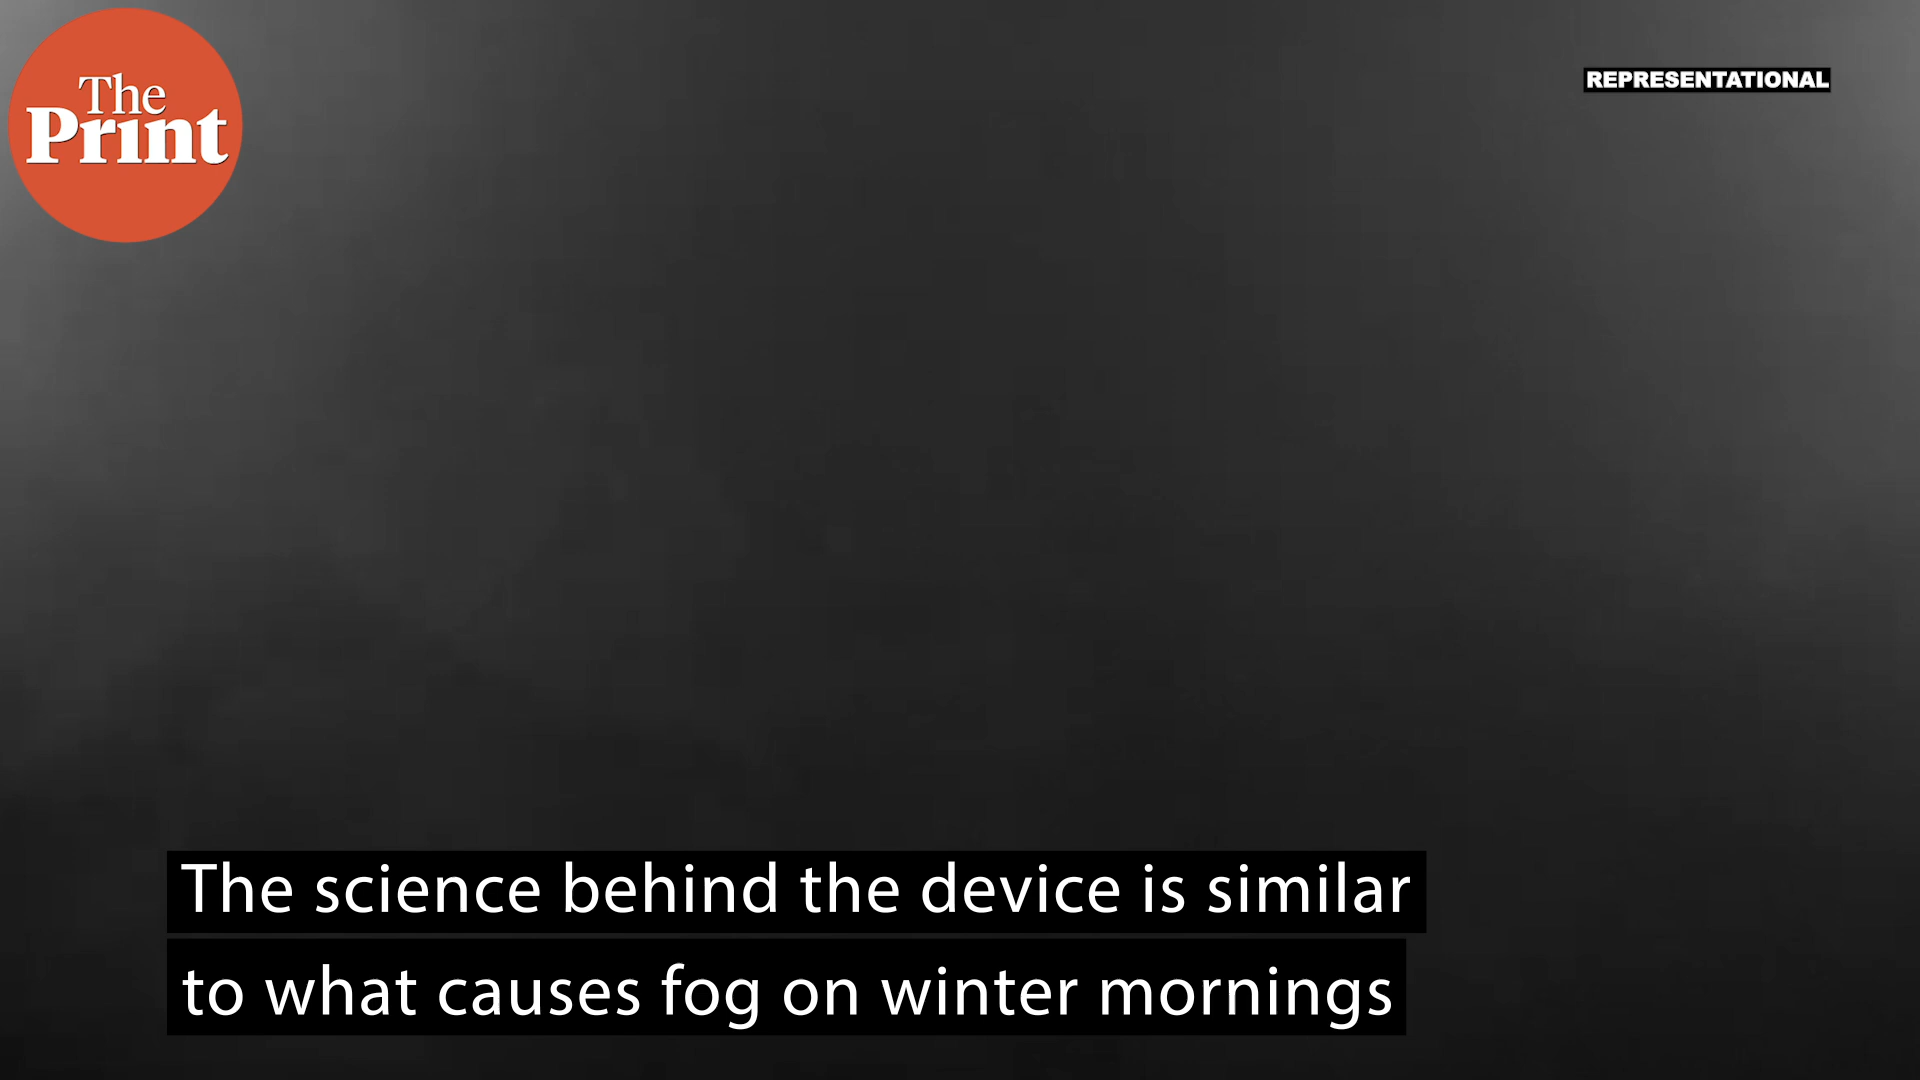 The
Print
REPRESENTATIONAL
The science behind the device is similar
to what causes fog on winter mornings